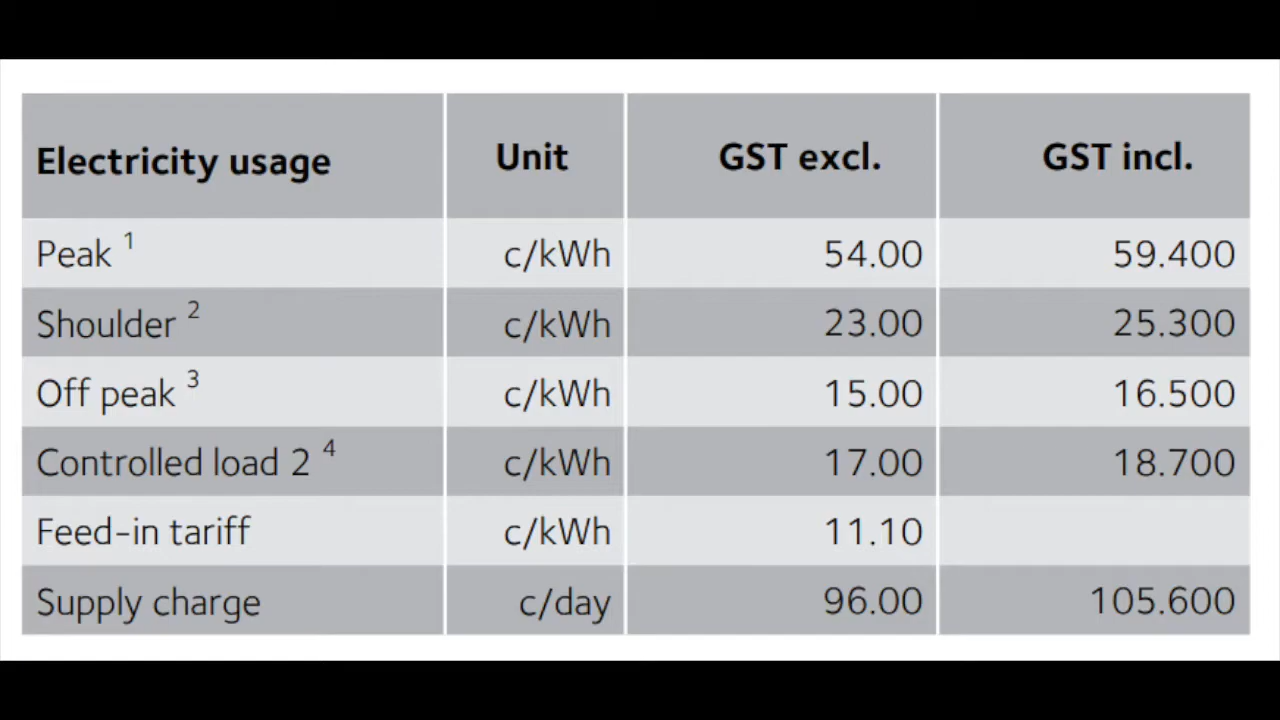 Electricity usage Unit GST excl. GST incl.
Peak 1 c/kWh 54.00 59.400
Shoulder 2 c/kWh 23.00 25.300
Off peak 3 c/kWh 15.00 16.500
Controlled load 2 4 c/kWh 17.00 18.700
Feed-in tariff c/kWh 11.10
Supply charge c/day 96.00 105.600